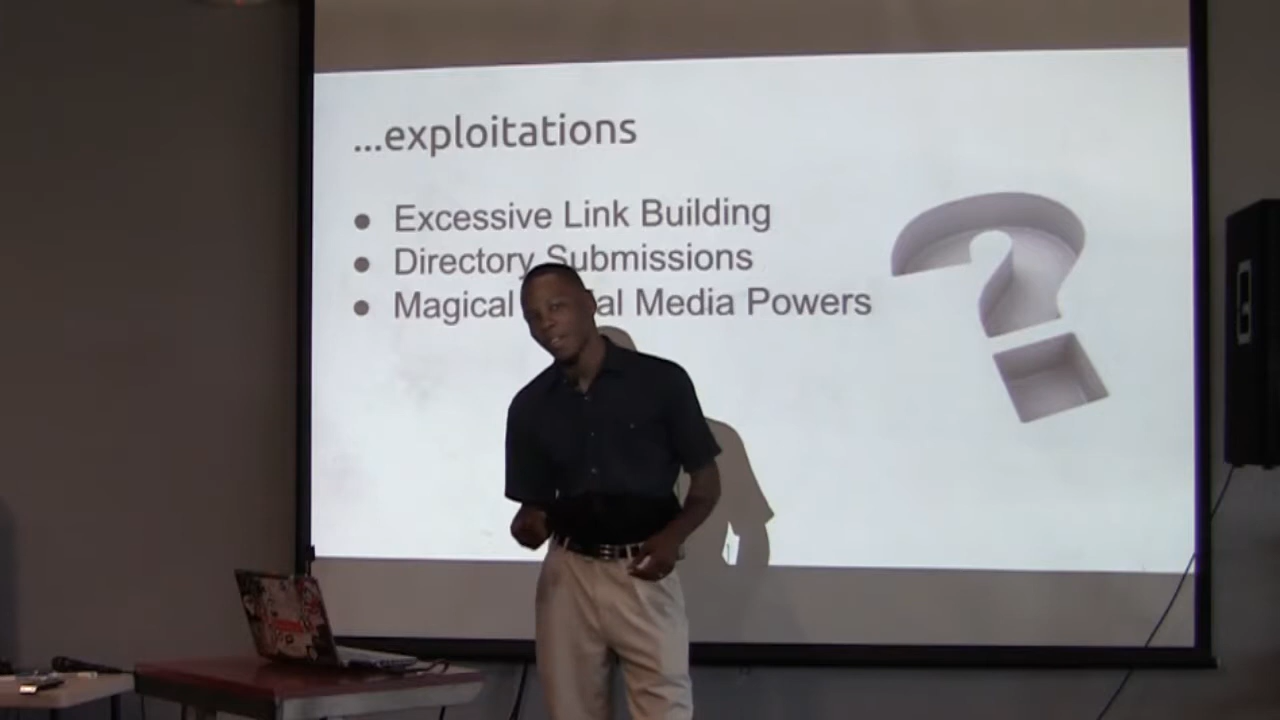 ...exploitations
● Excessive Link Building
● Directory Submissions
● Magical Media Powers